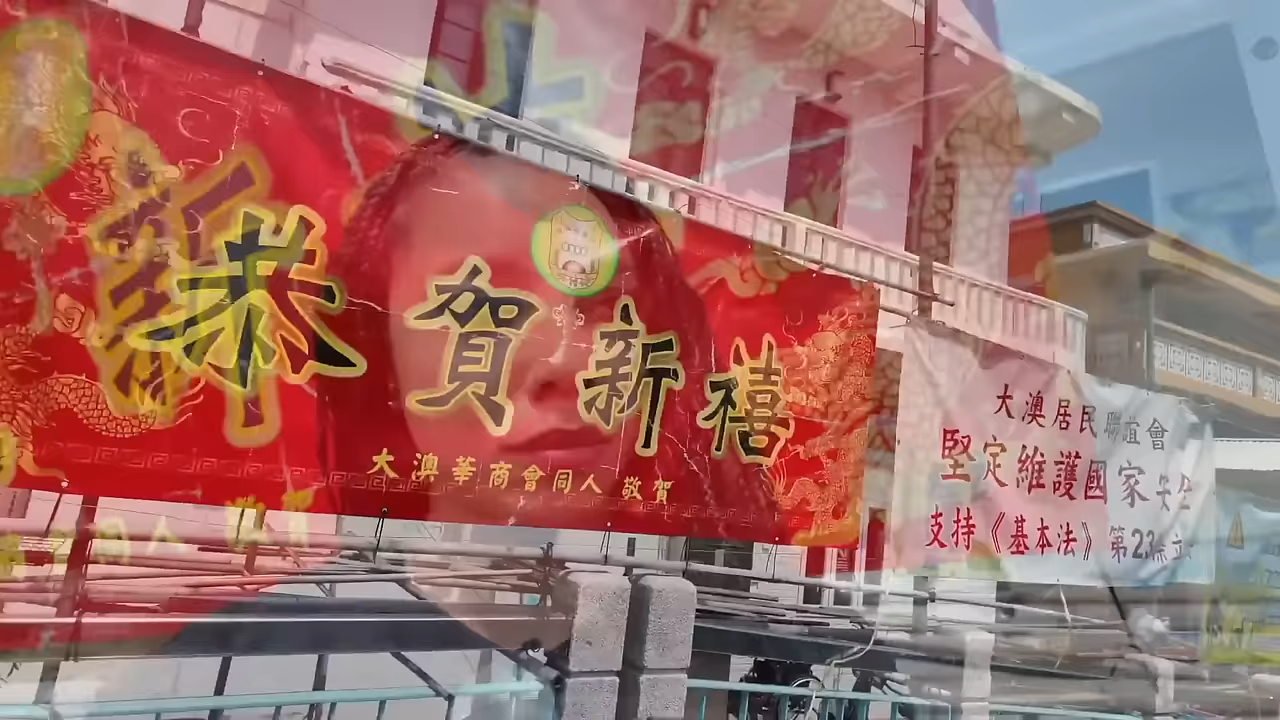 恭賀新禧
大澳華商會同人 敬賀
大澳居民聯誼會
堅定維護國家安全
支持《基本法》第23條立